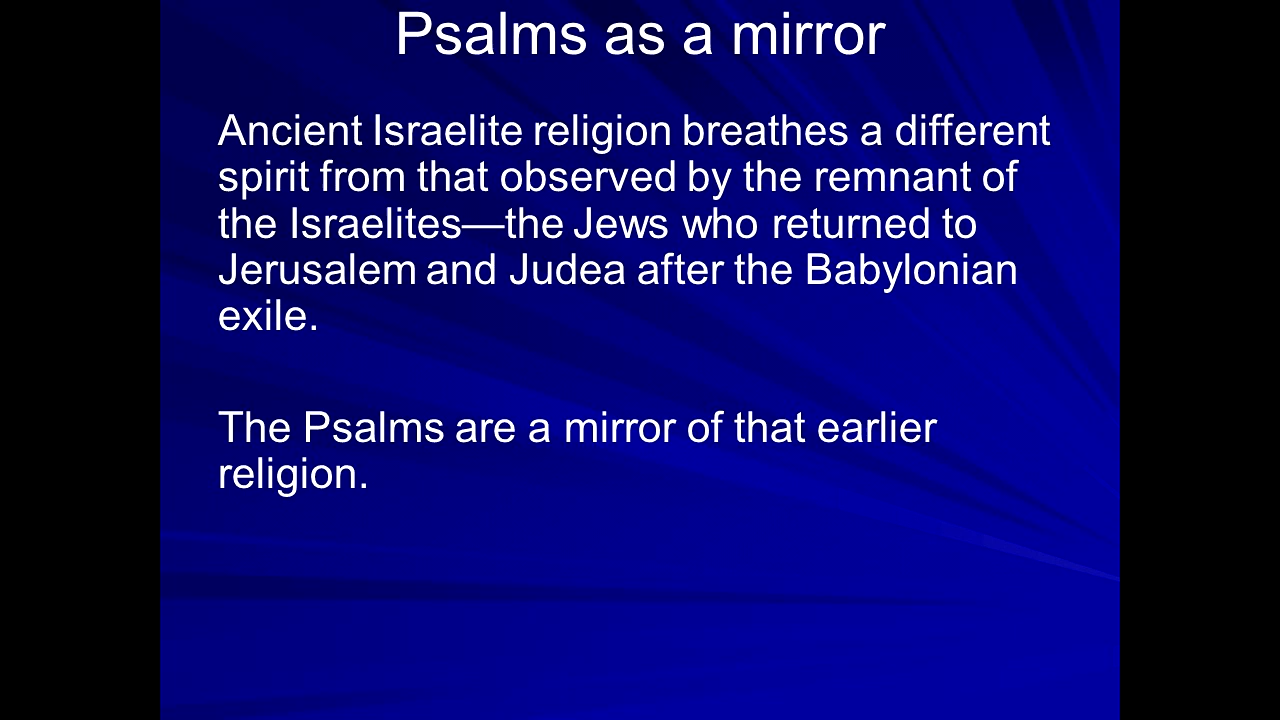 Psalms as a mirror
Ancient Israelite religion breathes a different
spirit from that observed by the remnant of
the Israelites—the Jews who returned to
Jerusalem and Judea after the Babylonian
exile.
The Psalms are a mirror of that earlier
religion.